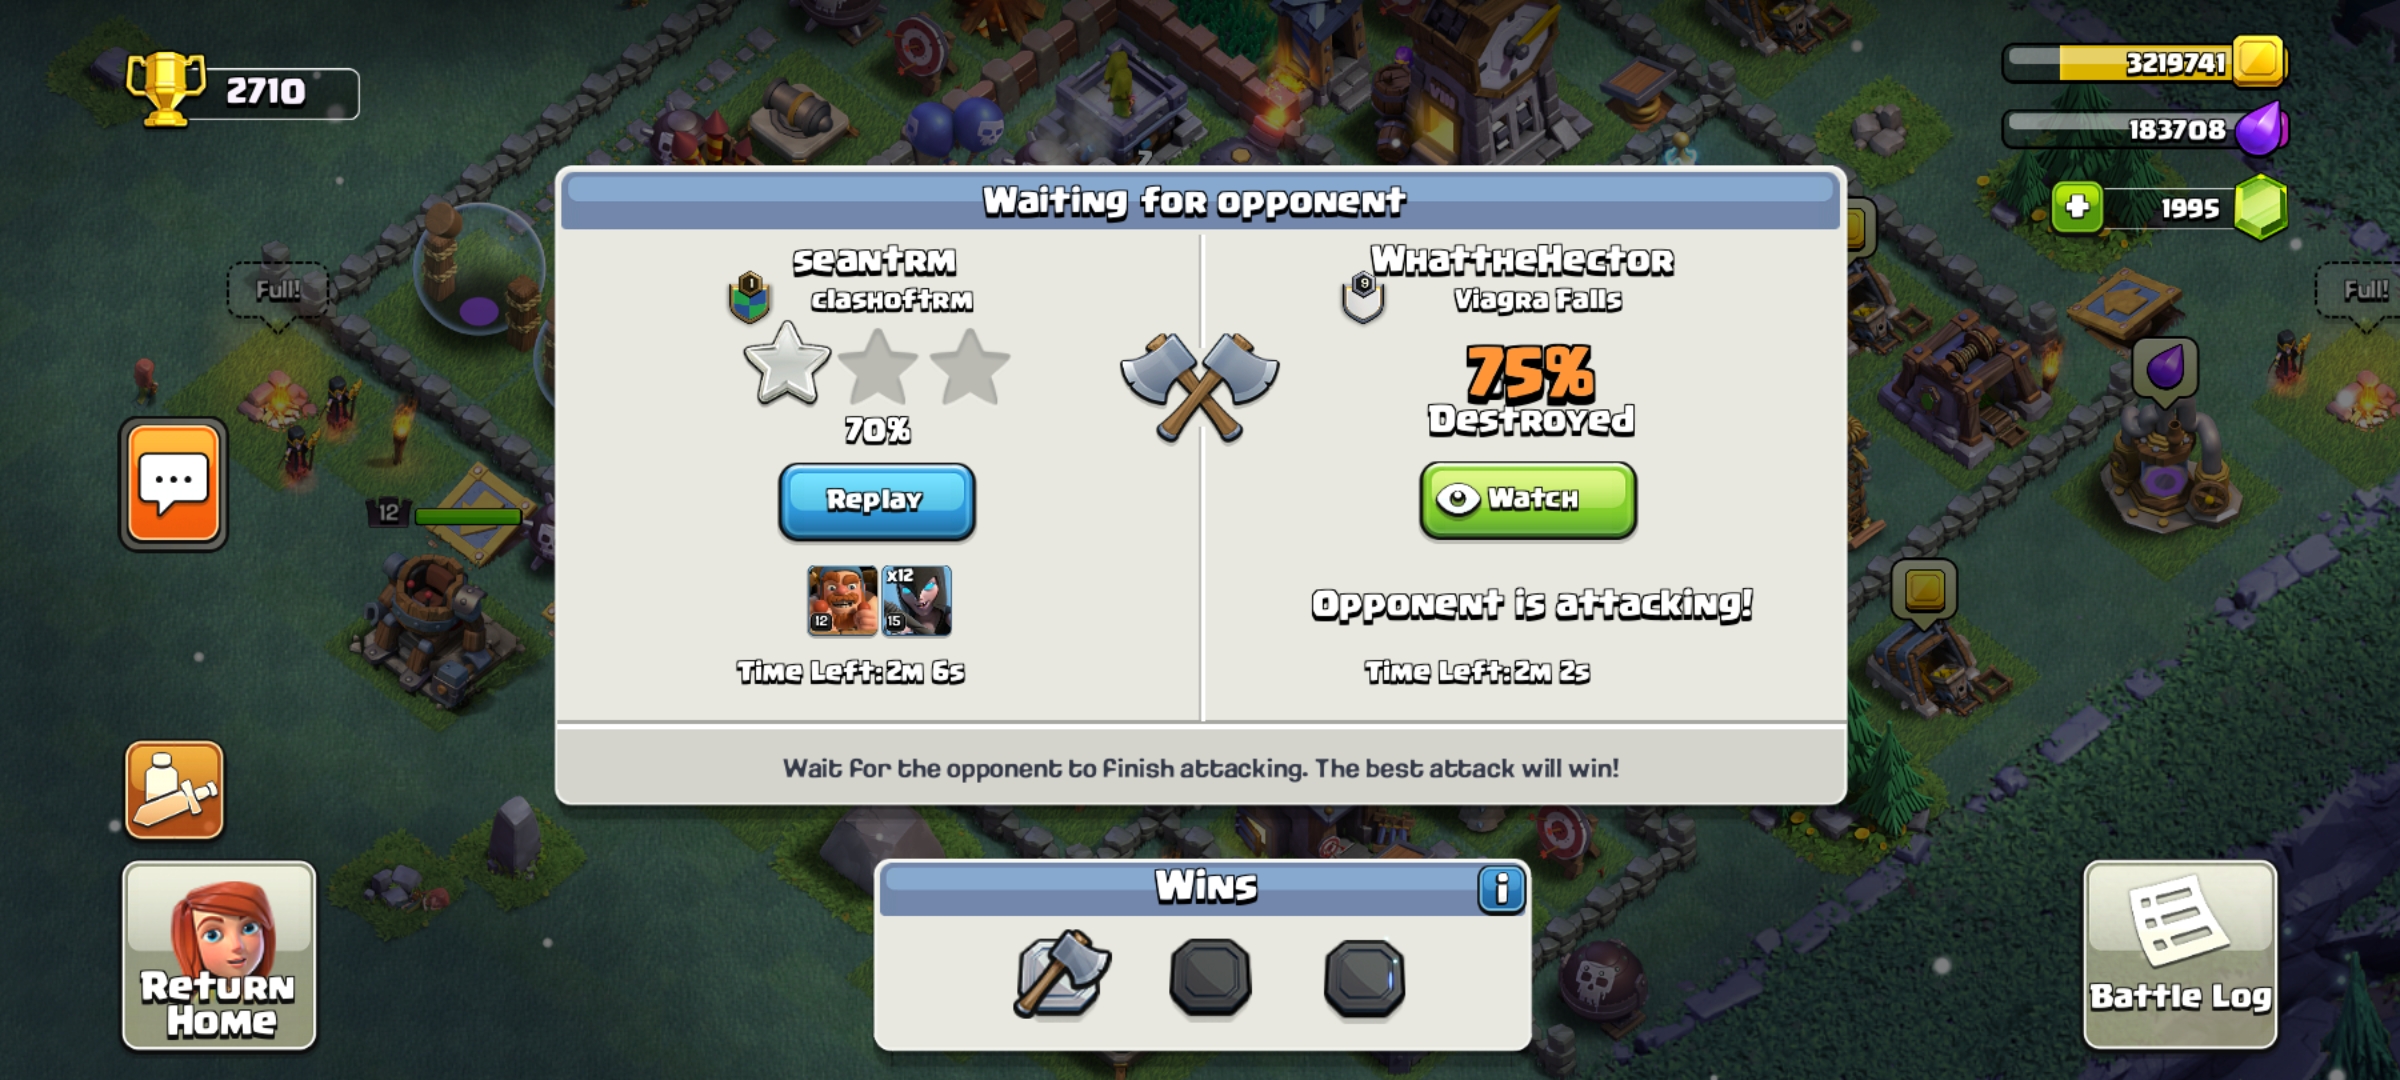 2710
3219741
183708
1995
Waiting for opponent
seantrm
1
clashoftrm
70%
Replay
x12
12
15
Time Left:2m 6s
WhattheHector
9
Viagra Falls
75%
Destroyed
Watch
Opponent is attacking!
Time Left:2m 2s
Wait for the opponent to finish attacking. The best attack will win!
Full!
Full!
12
Wins
i
Return
Home
Battle Log